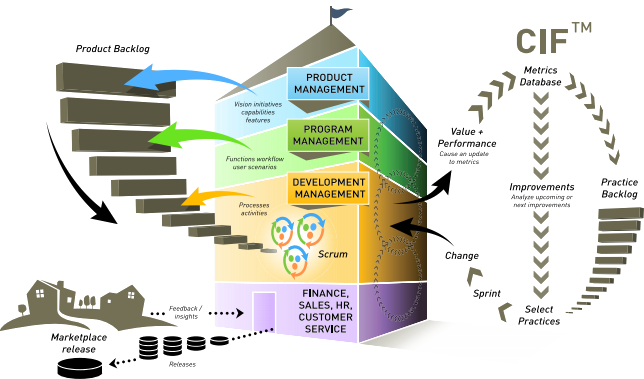 Product Backlog
CIF™
PRODUCT
MANAGEMENT
Vision initiatives
capabilities
features
PROGRAM
MANAGEMENT
Functions workflow
user scenarios
DEVELOPMENT
MANAGEMENT
Processes
activities
Scrum
FINANCE,
SALES, HR,
CUSTOMER
SERVICE
Feedback /
insights
Marketplace
release
Releases
Metrics
Database
Value +
Performance
Cause an update
to metrics
Improvements
Analyze upcoming or
next improvements
Practice
Backlog
Change
Sprint
Select
Practices